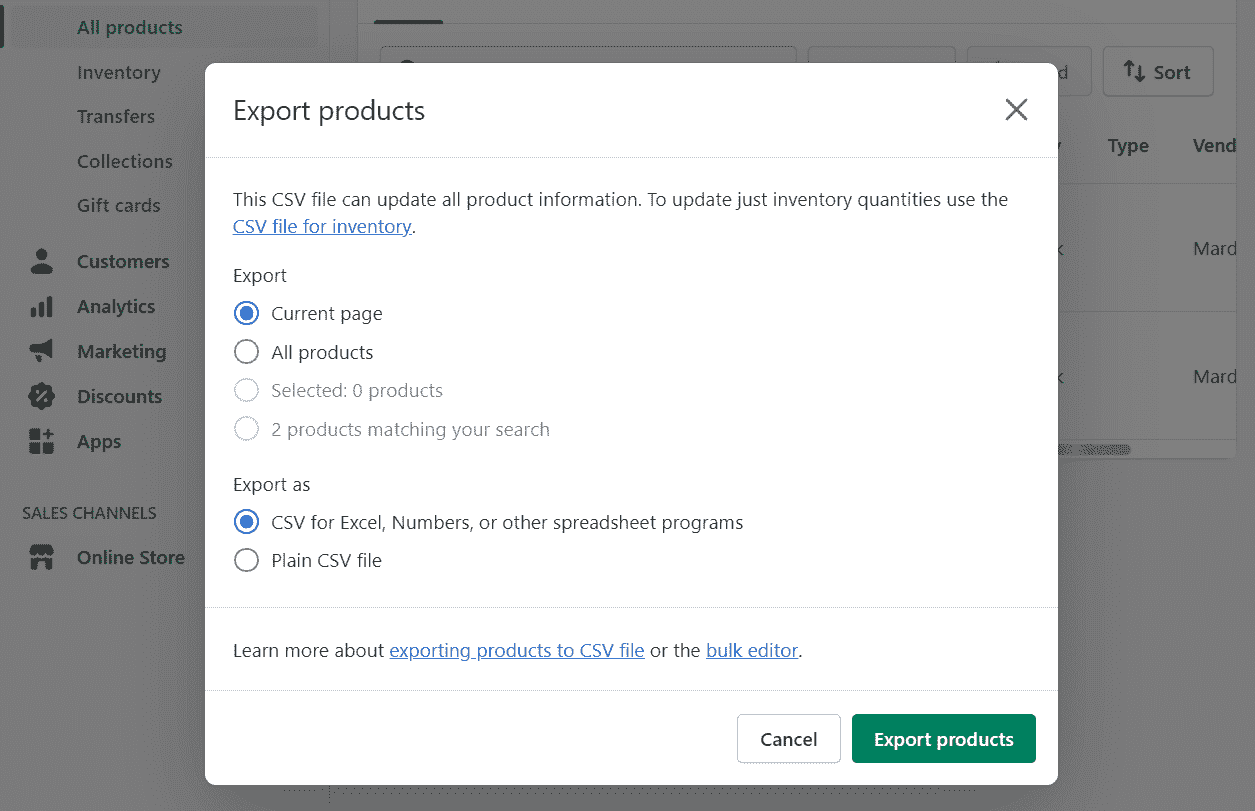 All products
Inventory
Transfers
Collections
Gift cards
Customers
Analytics
Marketing
Discounts
Apps
SALES CHANNELS
Online Store
Sort
Type
Export products
This CSV file can update all product information. To update just inventory quantities use the
CSV file for inventory.
Export
Current page
All products
Selected: 0 products
2 products matching your search
Export as
CSV for Excel, Numbers, or other spreadsheet programs
Plain CSV file
Learn more about exporting products to CSV file or the bulk editor.
Cancel
Export products